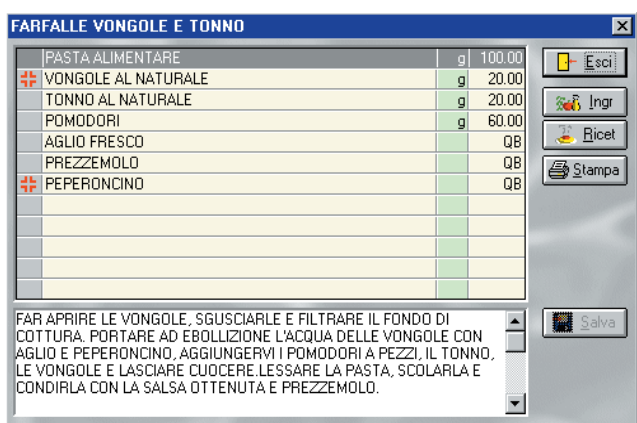 FARFALLE VONGOLE E TONNO
PASTA ALIMENTARE g 100.00
VONGOLE AL NATURALE g 20.00
TONNO AL NATURALE g 20.00
POMODORI g 60.00
AGLIO FRESCO QB
PREZZEMOLO QB
PEPERONCINO QB
Esci
Ingr
Ricet
Stampa
FAR APRIRE LE VONGOLE, SGUSCIARLE E FILTRARE IL FONDO DI
COTTURA. PORTARE AD EBOLLIZIONE L'ACQUA DELLE VONGOLE CON
AGLIO E PEPERONCINO, AGGIUNGERVI I POMODORI A PEZZI, IL TONNO,
LE VONGOLE E LASCIARE CUOCERE.LESSARE LA PASTA, SCOLARLA E
CONDIRLA CON LA SALSA OTTENUTA E PREZZEMOLO.
Salva